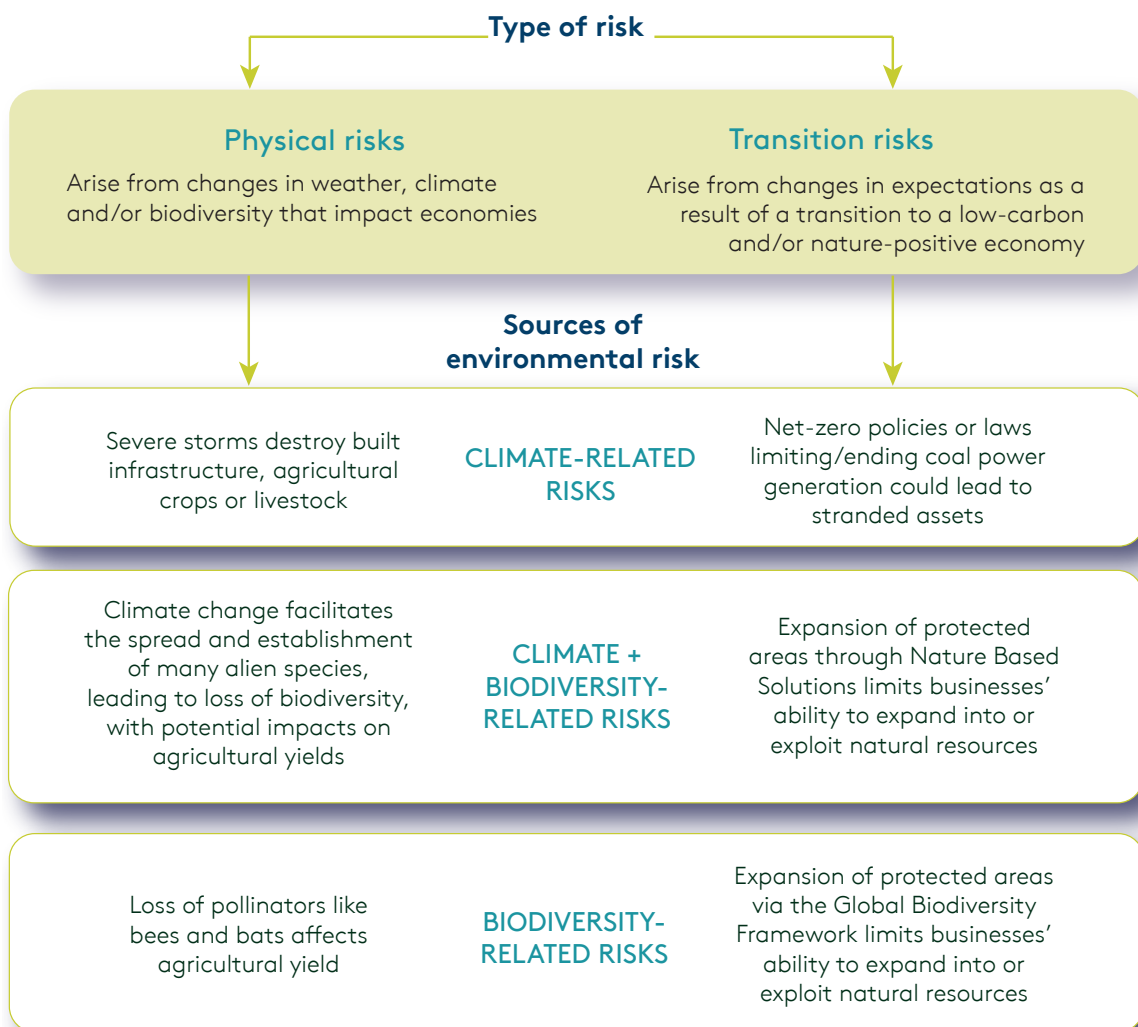 Type of risk
Physical risks
Arise from changes in weather, climate
and/or biodiversity that impact economies
Transition risks
Arise from changes in expectations as a
result of a transition to a low-carbon
and/or nature-positive economy
Sources of
environmental risk
Severe storms destroy built
infrastructure, agricultural
crops or livestock
CLIMATE-RELATED
RISKS
Net-zero policies or laws
limiting/ending coal power
generation could lead to
stranded assets
Climate change facilitates
the spread and establishment
of many alien species,
leading to loss of biodiversity,
with potential impacts on
agricultural yields
CLIMATE +
BIODIVERSITY-
RELATED RISKS
Expansion of protected
areas through Nature Based
Solutions limits businesses’
ability to expand into or
exploit natural resources
Loss of pollinators like
bees and bats affects
agricultural yield
BIODIVERSITY-
RELATED RISKS
Expansion of protected areas
via the Global Biodiversity
Framework limits businesses’
ability to expand into or
exploit natural resources